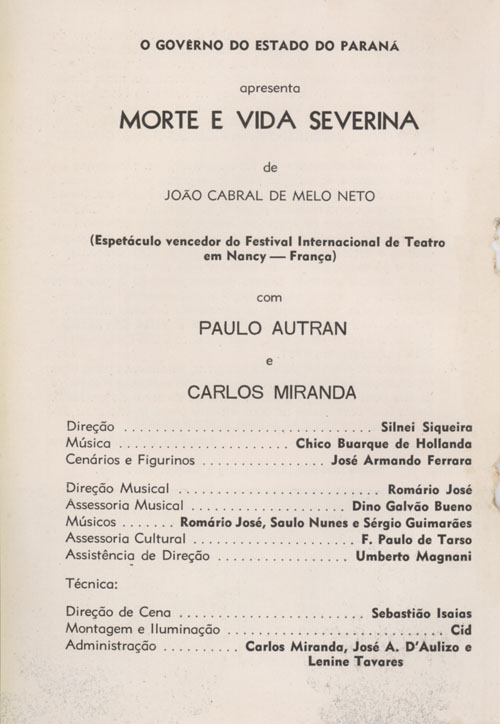 O GOVÊRNO DO ESTADO DO PARANÁ
apresenta
MORTE E VIDA SEVERINA
de
JOÃO CABRAL DE MELO NETO
(Espetáculo vencedor do Festival Internacional de Teatro
em Nancy — França)
com
PAULO AUTRAN
e
CARLOS MIRANDA
Direção . . . . . . . . . . . . . . . . . . . . . . . . . . . . . . Silnei Siqueira
Música . . . . . . . . . . . . . . . . . . . . Chico Buarque de Hollanda
Cenários e Figurinos . . . . . . . . . . . . . . . José Armando Ferrara
Direção Musical . . . . . . . . . . . . . . . . . . . . . . . . Romário José
Assessoria Musical . . . . . . . . . . . . . . . . . . . Dino Galvão Bueno
Músicos . . . . . . . Romário José, Saulo Nunes e Sérgio Guimarães
Assessoria Cultural . . . . . . . . . . . . . . . . . . . . F. Paulo de Tarso
Assistência de Direção . . . . . . . . . . . . . . . Umberto Magnani
Técnica:
Direção de Cena . . . . . . . . . . . . . . . . . . . . . . . Sebastião Isaias
Montagem e Iluminação . . . . . . . . . . . . . . . . . . . . . . . . . . Cid
Administração . . . . . . . . . . Carlos Miranda, José A. D'Aulizo e
Lenine Tavares